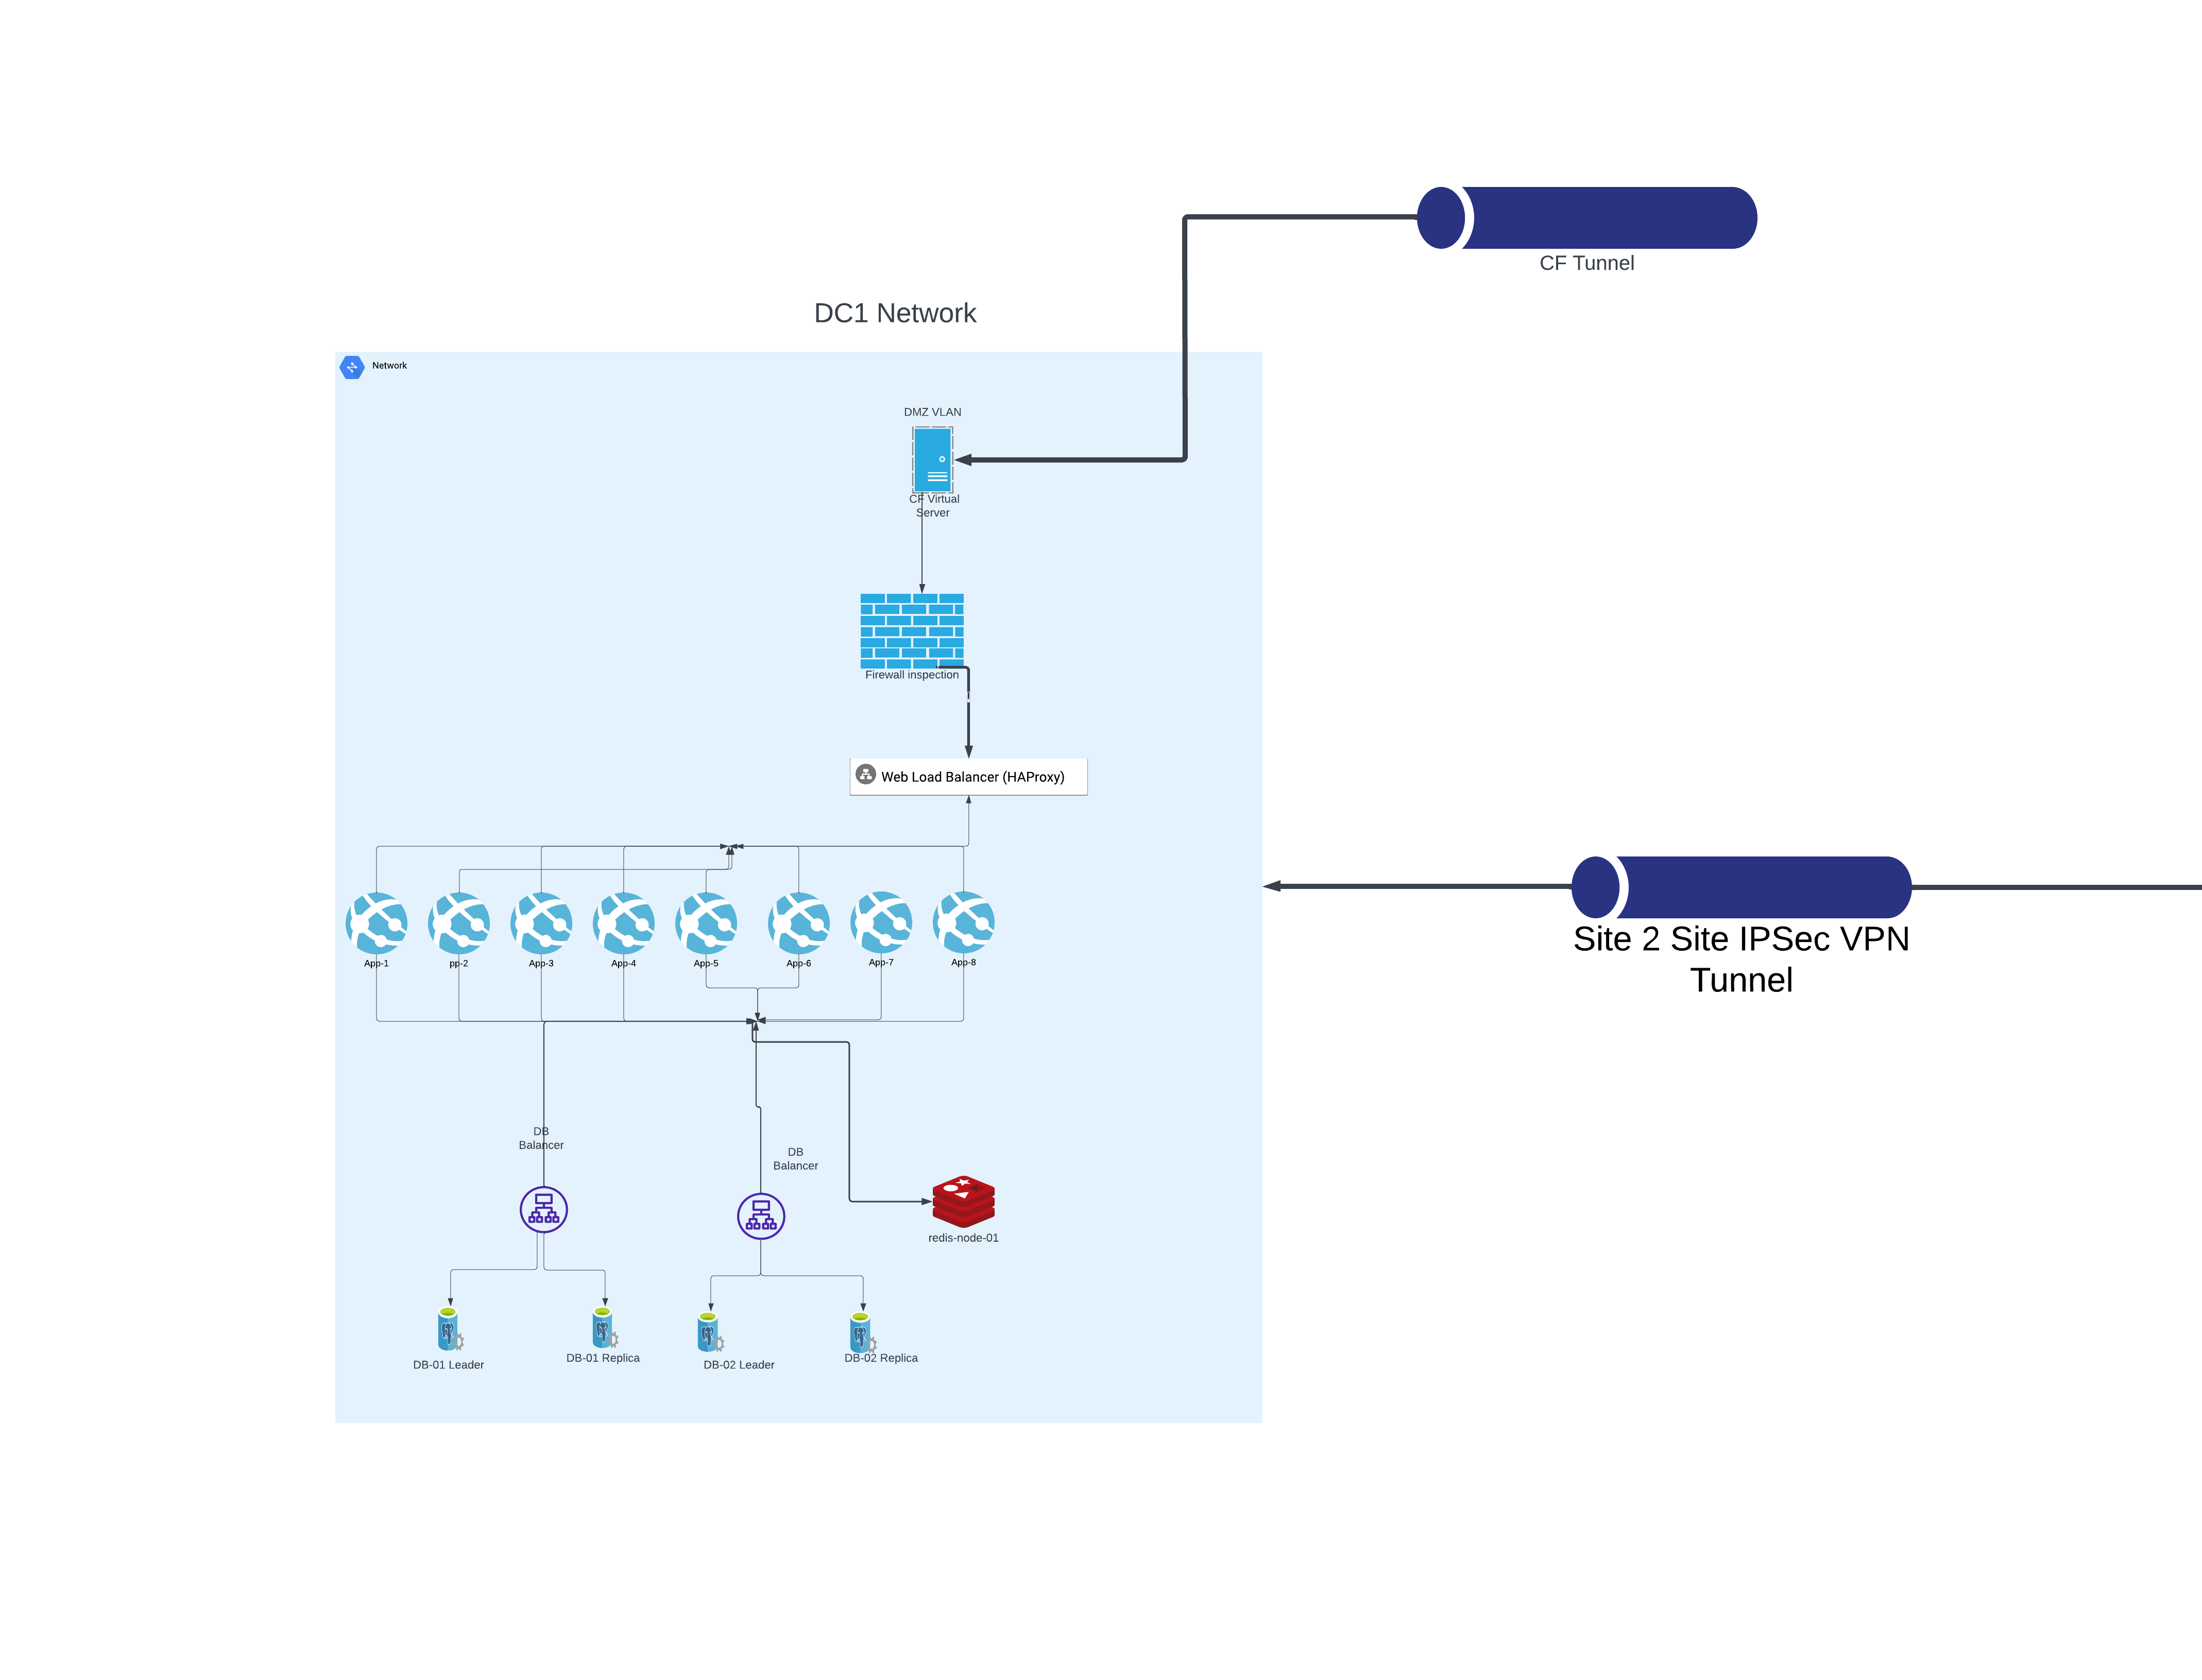 CF Tunnel
DC1 Network
Network
DMZ VLAN
CF Virtual
Server
Firewall inspection
Web Load Balancer (HAProxy)
App-1
pp-2
App-3
App-4
App-5
App-6
App-7
App-8
Site 2 Site IPSec VPN
Tunnel
DB
Balancer
DB
Balancer
redis-node-01
DB-01 Leader
DB-01 Replica
DB-02 Leader
DB-02 Replica